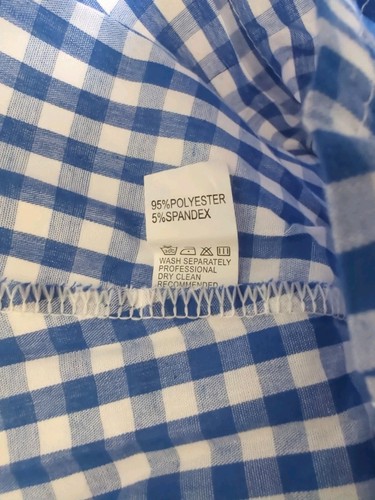 95%POLYESTER
5%SPANDEX
WASH SEPARATELY
PROFESSIONAL
DRY CLEAN
RECOMMENDED